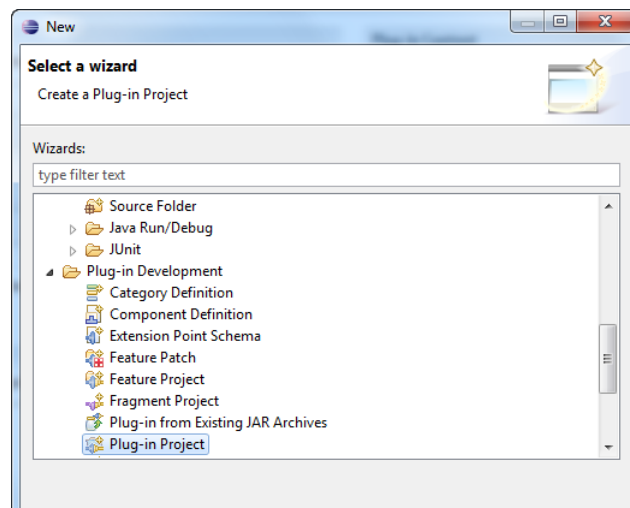 New
Select a wizard
Create a Plug-in Project
Wizards:
type filter text
Source Folder
Java Run/Debug
JUnit
Plug-in Development
Category Definition
Component Definition
Extension Point Schema
Feature Patch
Feature Project
Fragment Project
Plug-in from Existing JAR Archives
Plug-in Project